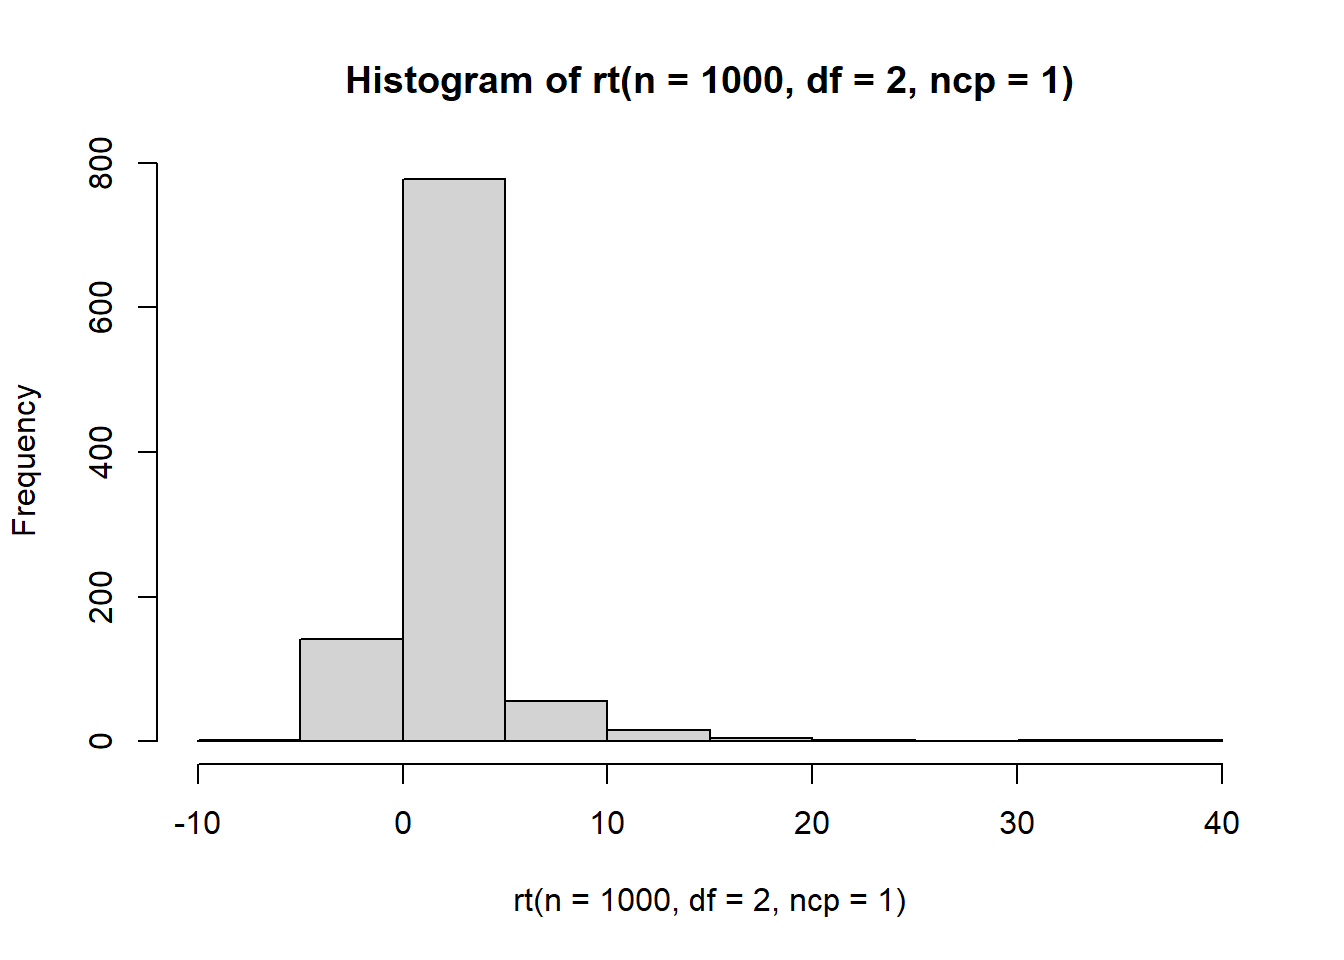 Histogram of rt(n = 1000, df = 2, ncp = 1)
800
600
400
200
0
Frequency
-10 0 10 20 30 40
rt(n = 1000, df = 2, ncp = 1)